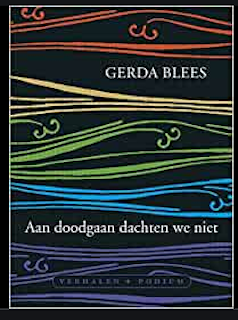 GERDA BLEES
Aan doodgaan dachten we niet
VERHALEN + PODIUM